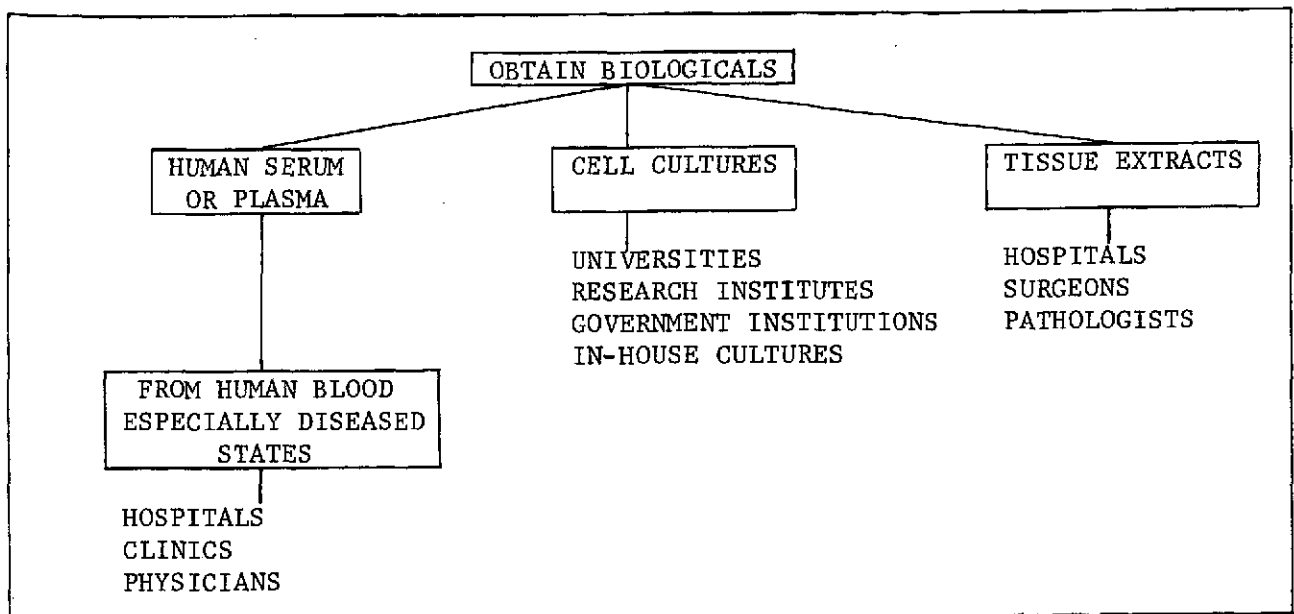 OBTAIN BIOLOGICALS
HUMAN SERUM
OR PLASMA
CELL CULTURES
TISSUE EXTRACTS
UNIVERSITIES
RESEARCH INSTITUTES
GOVERNMENT INSTITUTIONS
IN-HOUSE CULTURES
HOSPITALS
SURGEONS
PATHOLOGISTS
FROM HUMAN BLOOD
ESPECIALLY DISEASED
STATES
HOSPITALS
CLINICS
PHYSICIANS